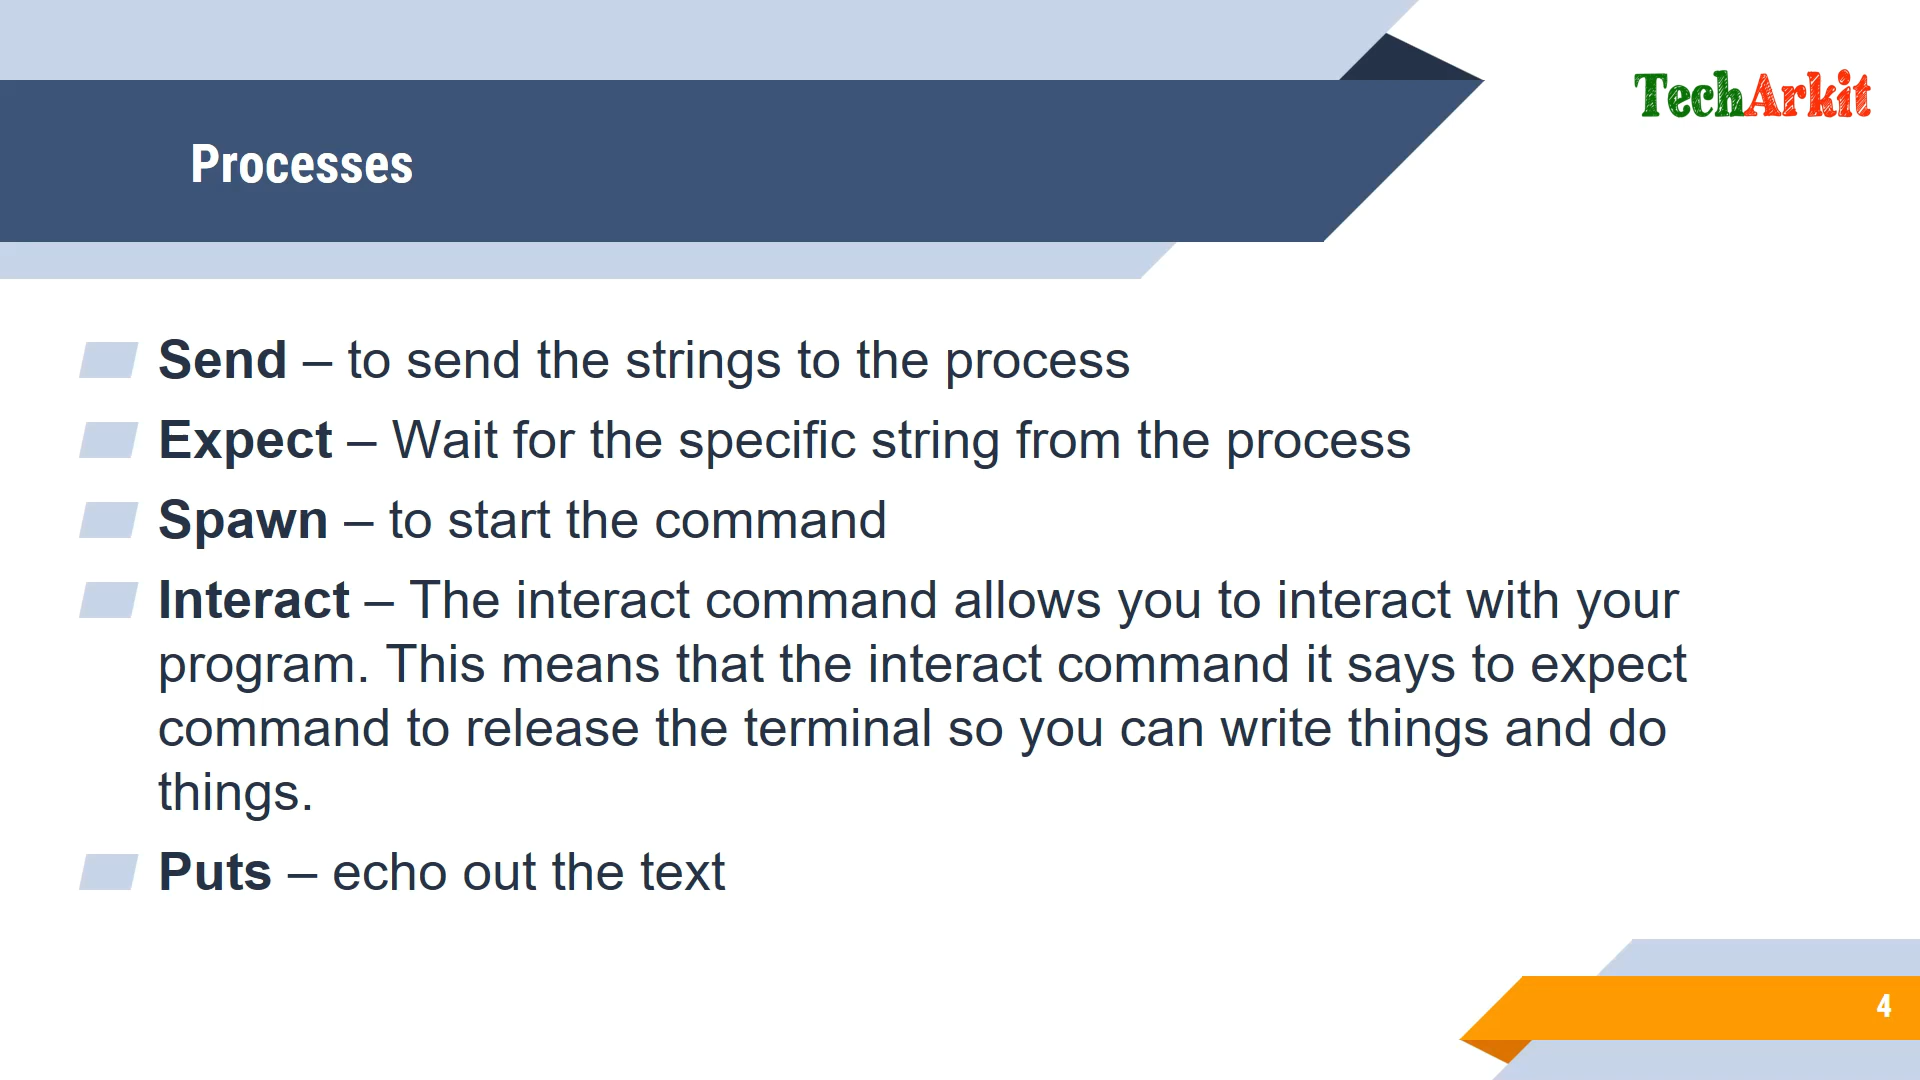 TechArkit
Processes
Send – to send the strings to the process
Expect – Wait for the specific string from the process
Spawn – to start the command
Interact – The interact command allows you to interact with your
program. This means that the interact command it says to expect
command to release the terminal so you can write things and do
things.
Puts – echo out the text
4